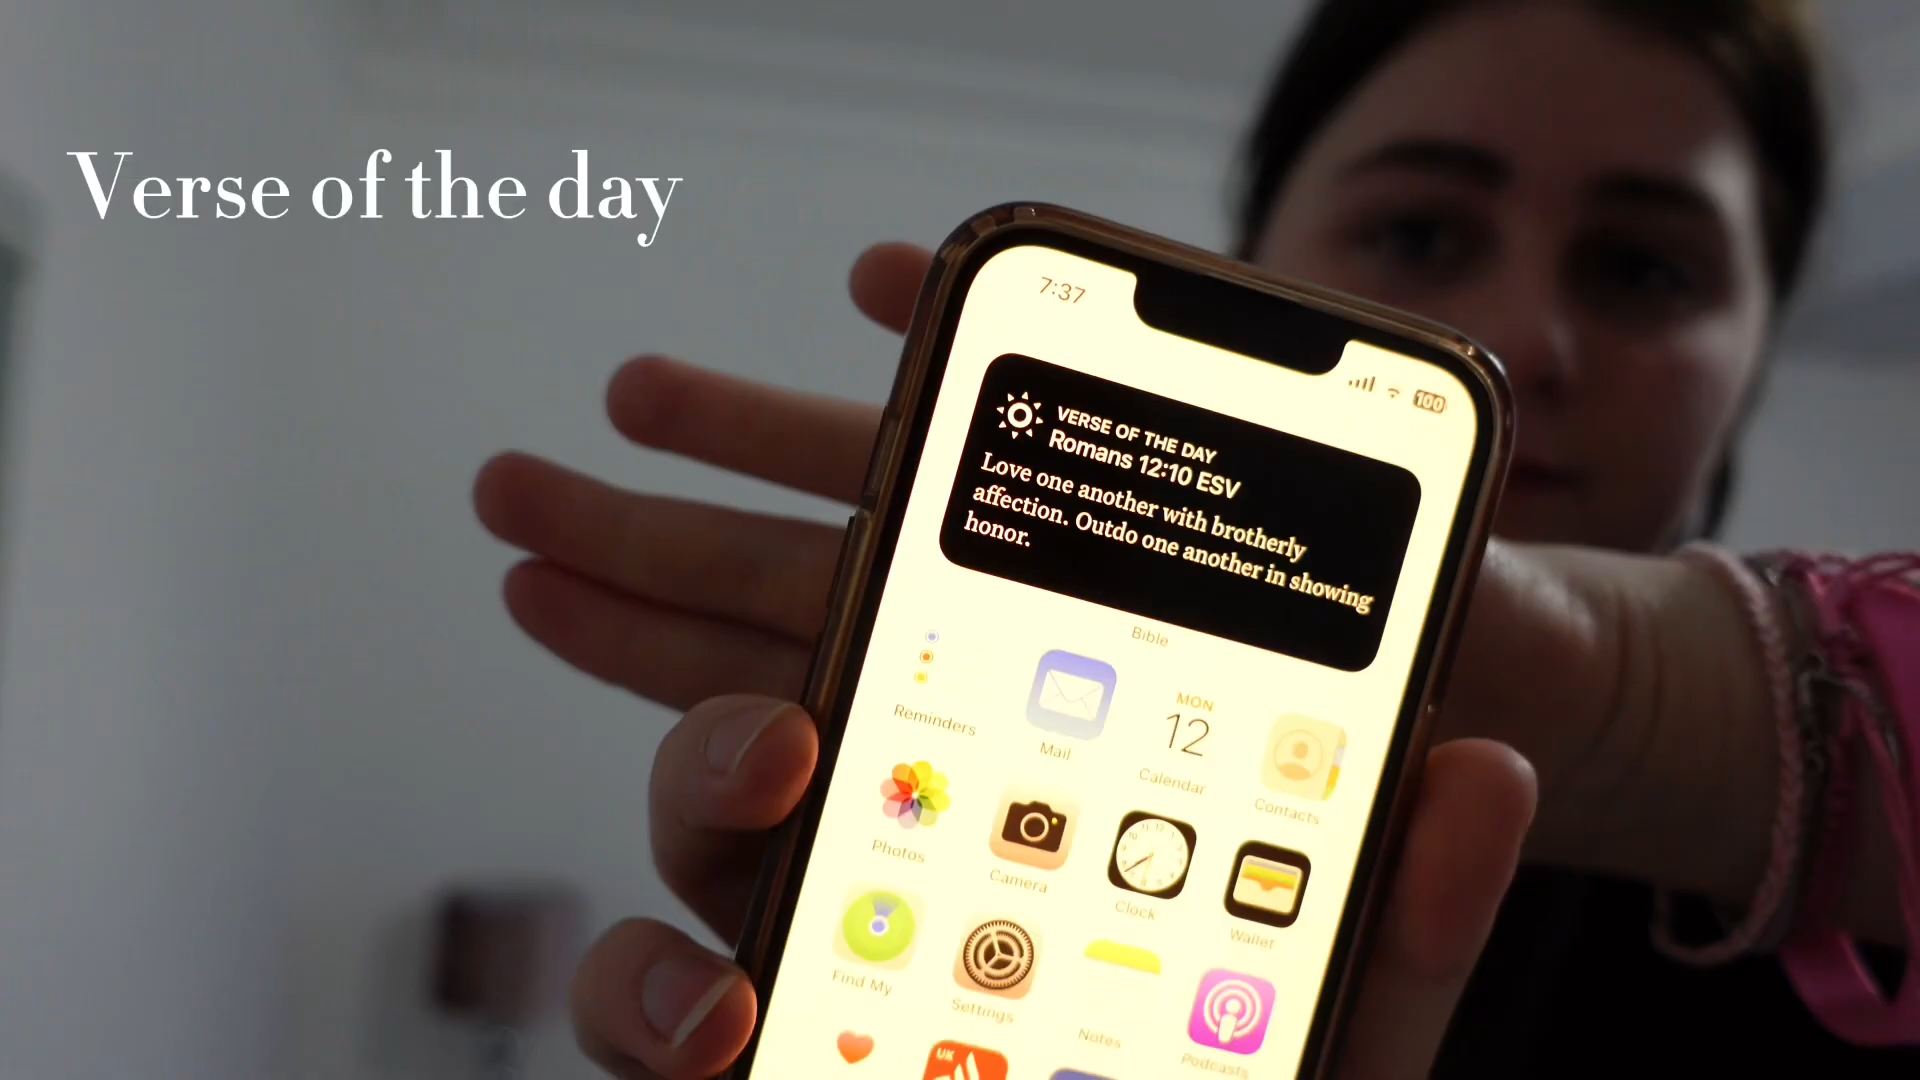 Verse of the day
7:37
100
VERSE OF THE DAY
Romans 12:10 ESV
Love one another with brotherly
affection. Outdo one another in showing
honor.
Bible
Reminders
Mail
MON
12
Calendar
Contacts
Photos
Camera
Clock
Wallet
Find My
Settings
Notes
Podcasts
UK